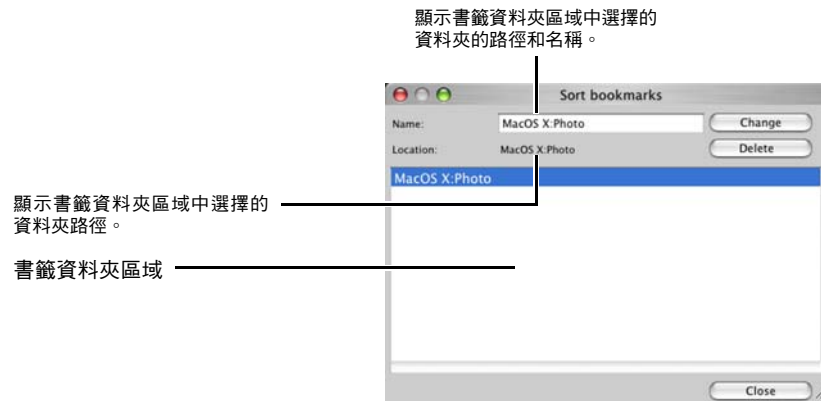 顯示書籤資料夾區域中選擇的
資料夾的路徑和名稱。
Sort bookmarks
Name:
MacOS X:Photo
Change
Location:
MacOS X:Photo
Delete
MacOS X:Photo
顯示書籤資料夾區域中選擇的
資料夾路徑。
書籤資料夾區域
Close